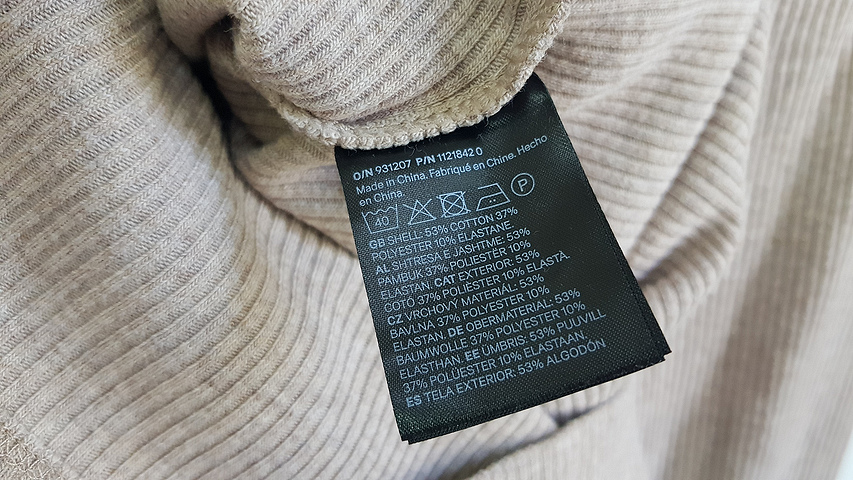 O/N 931207 P/N 1121842 0
Made in China. Fabriqué en Chine. Hecho
en China.
40 P
GB SHELL: 53% COTTON 37%
POLYESTER 10% ELASTANE.
AL SHTRESA E JASHTME: 53%
PAMBUK 37% POLIESTËR 10%
ELASTAN. CAT EXTERIOR: 53%
COTÓ 37% POLIÈSTER 10% ELASTÀ.
CZ VRCHOVÝ MATERIÁL: 53%
BAVLNA 37% POLYESTER 10%
ELASTAN. DE OBERMATERIAL: 53%
BAUMWOLLE 37% POLYESTER 10%
ELASTHAN. EE ÜMBRIS: 53% PUUVILL
37% POLÜESTER 10% ELASTAAN.
ES TELA EXTERIOR: 53% ALGODÓN